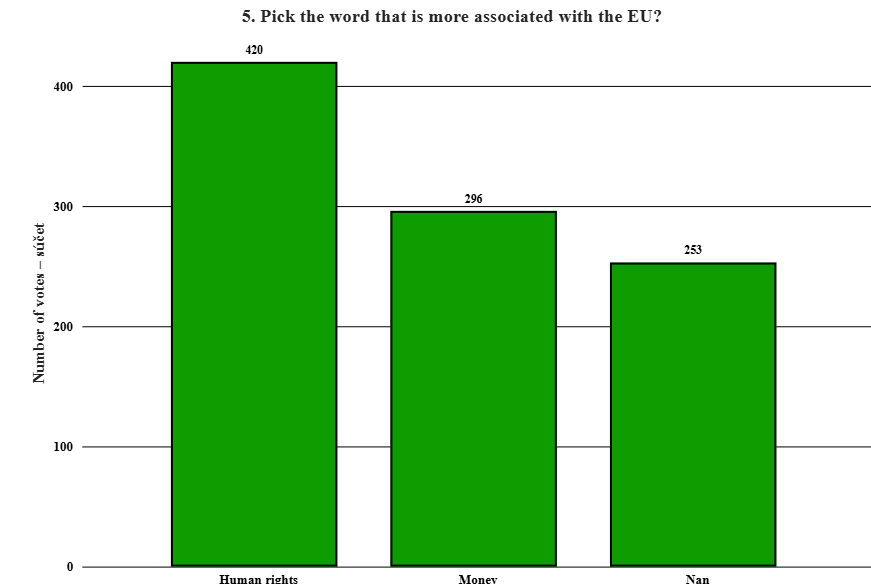 5. Pick the word that is more associated with the EU?
420
400
300
296
253
200
100
0
Number of votes – súčet
Human rights
Money
Nan